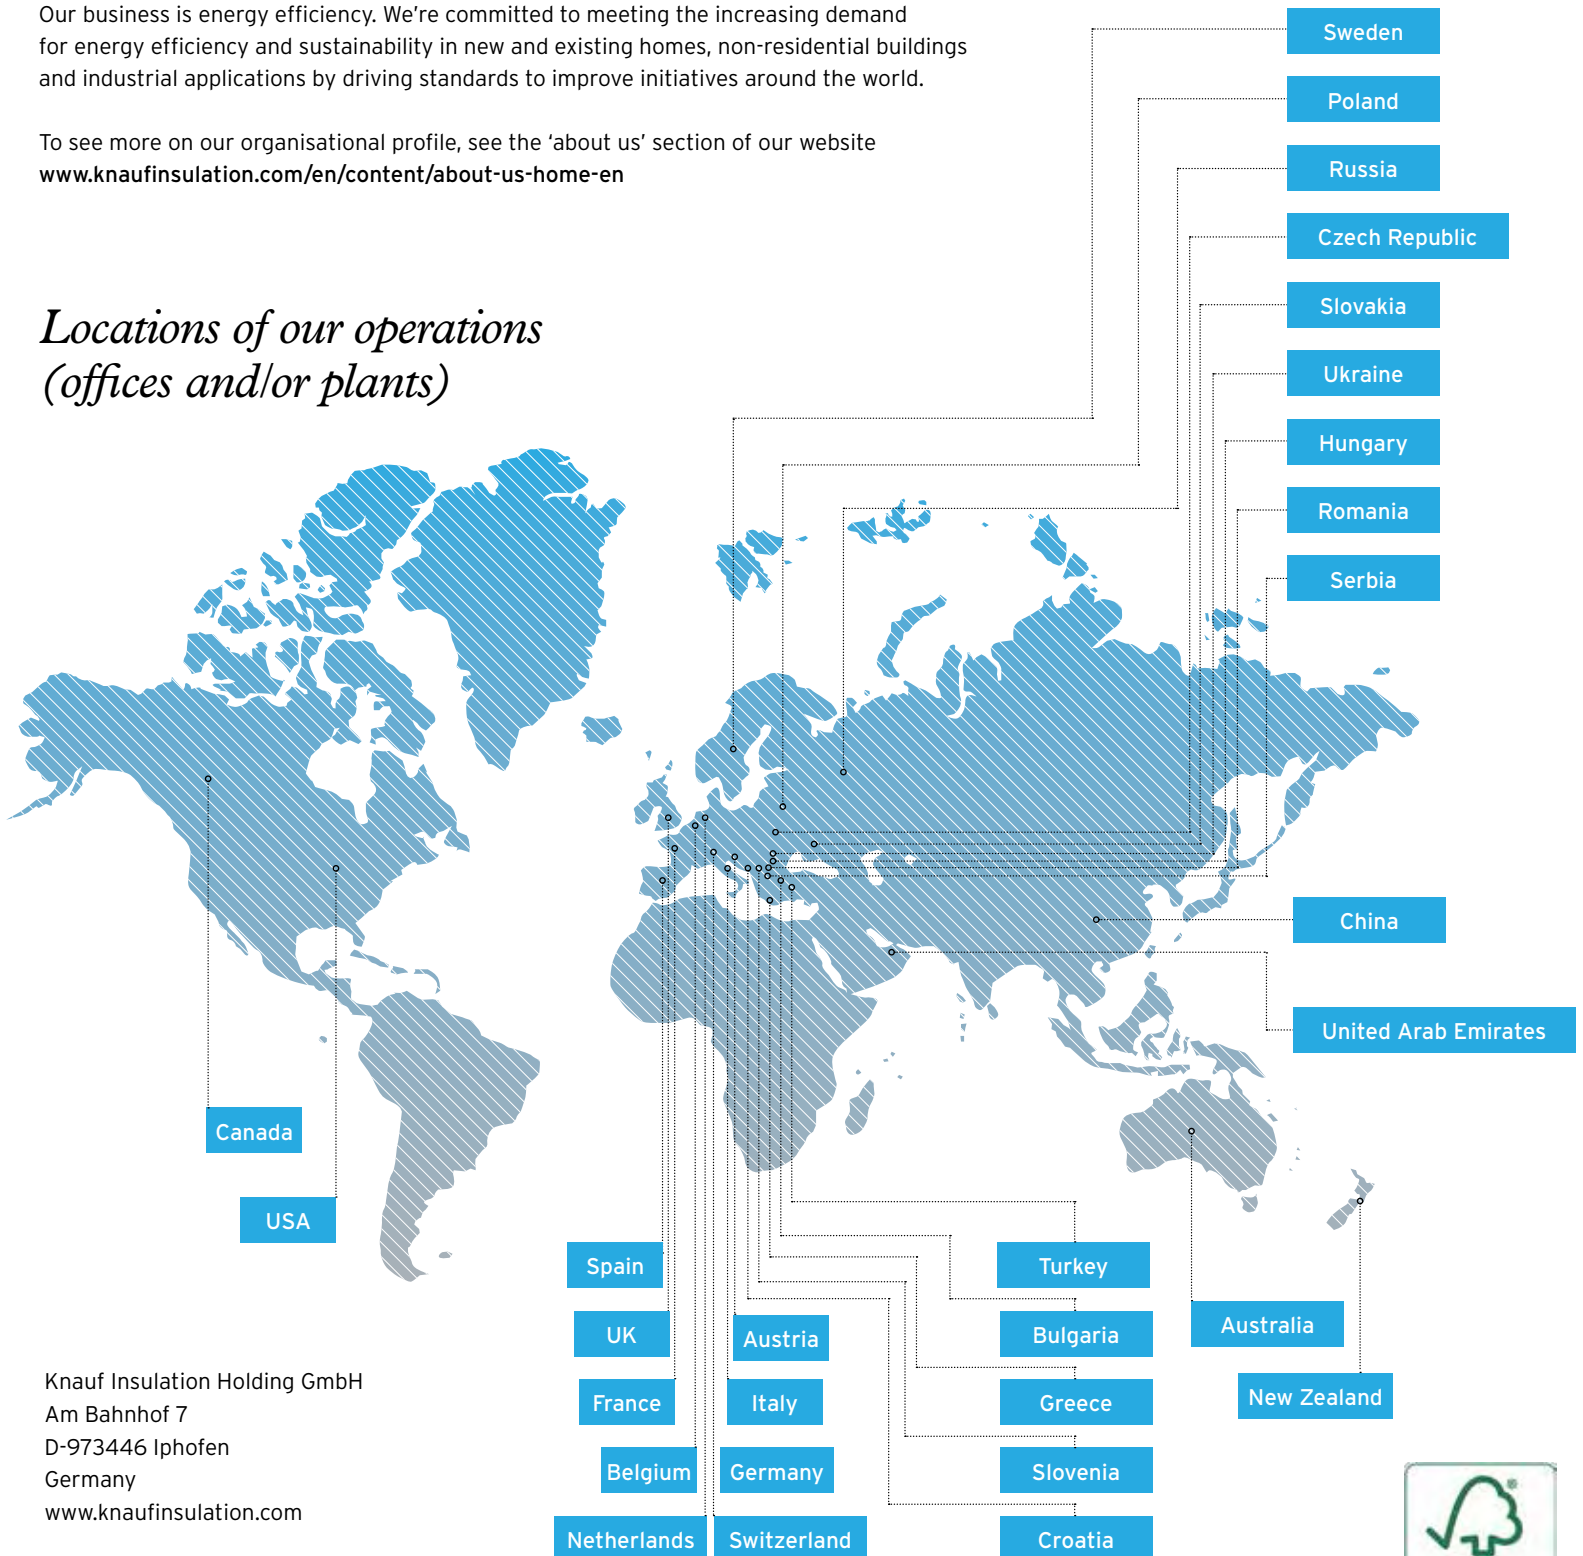 Our business is energy efficiency. We’re committed to meeting the increasing demand
for energy efficiency and sustainability in new and existing homes, non-residential buildings
and industrial applications by driving standards to improve initiatives around the world.
To see more on our organisational profile, see the ‘about us’ section of our website
www.knaufinsulation.com/en/content/about-us-home-en
Locations of our operations
(offices and/or plants)
Sweden
Poland
Russia
Czech Republic
Slovakia
Ukraine
Hungary
Romania
Serbia
China
United Arab Emirates
Canada
USA
Spain
UK
France
Belgium
Netherlands
Austria
Italy
Germany
Switzerland
Turkey
Bulgaria
Greece
Slovenia
Croatia
Australia
New Zealand
Knauf Insulation Holding GmbH
Am Bahnhof 7
D-973446 Iphofen
Germany
www.knaufinsulation.com
®